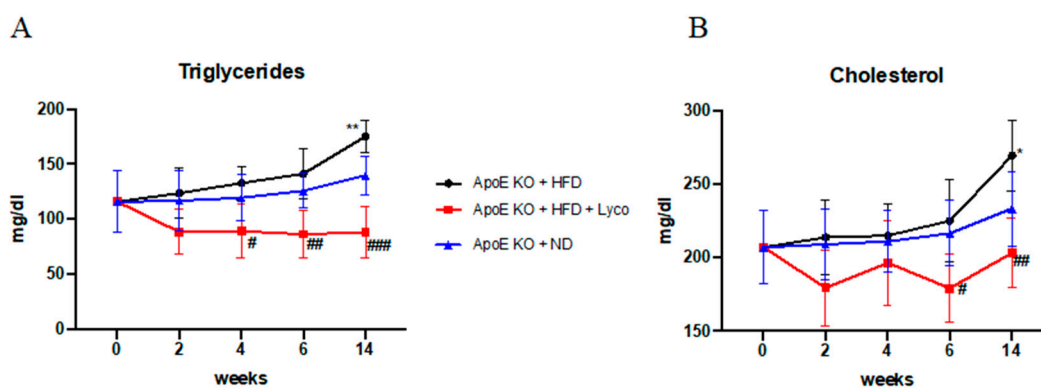 A
Triglycerides
200
150
100
50
0
mg/dl
**
#
##
###
0 2 4 6 14
weeks
ApoE KO + HFD
ApoE KO + HFD + Lyco
ApoE KO + ND
B
Cholesterol
300
250
200
150
mg/dl
*
#
##
0 2 4 6 14
weeks